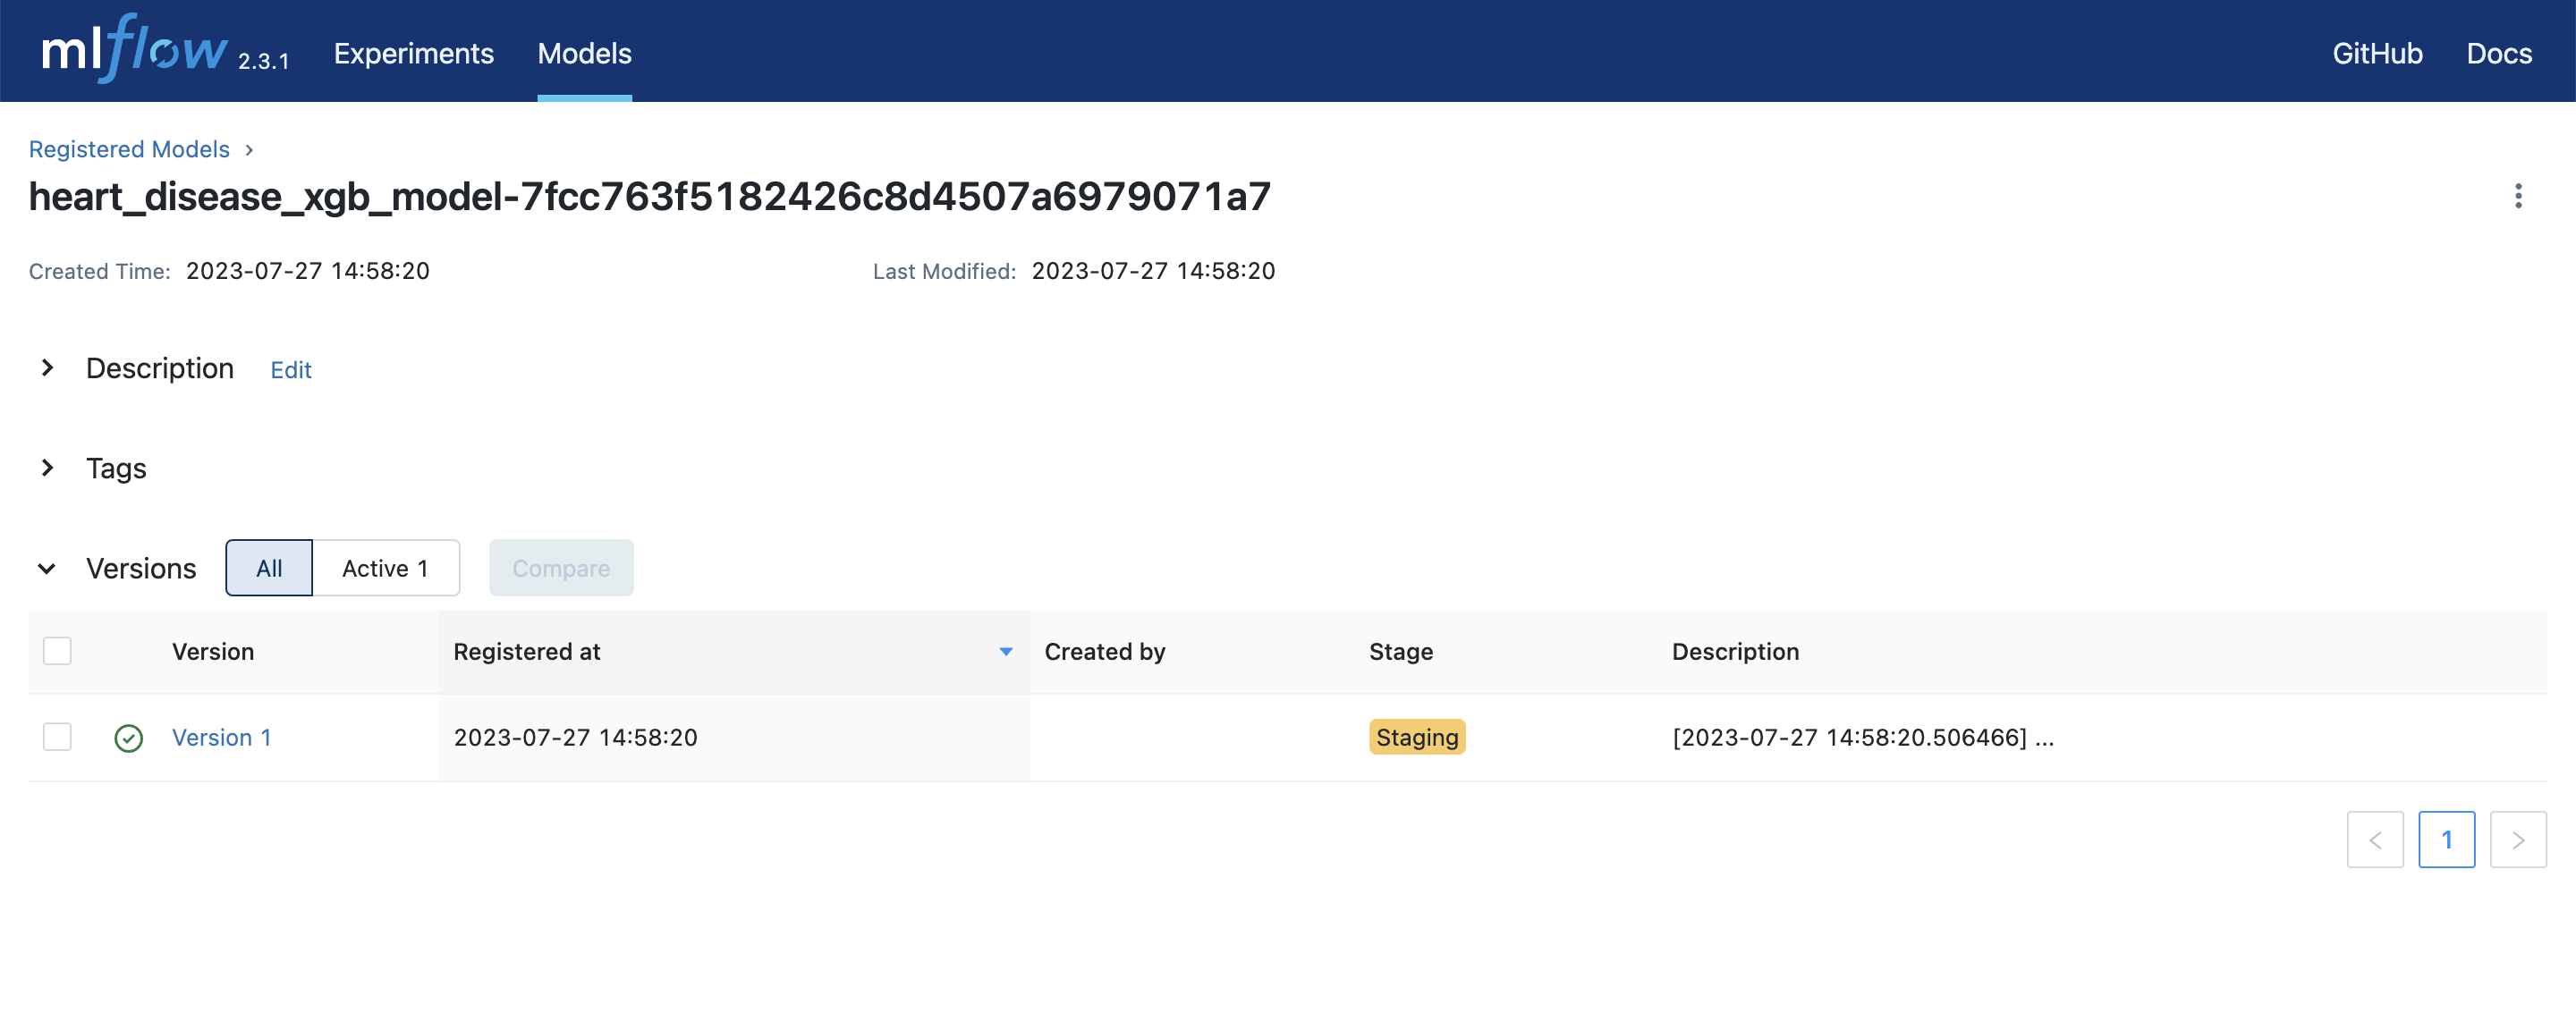 mlflow 2.3.1 Experiments Models GitHub Docs
Registered Models >
heart_disease_xgb_model-7fcc763f5182426c8d4507a6979071a7
Created Time: 2023-07-27 14:58:20 Last Modified: 2023-07-27 14:58:20
Description Edit
Tags
Versions All Active 1 Compare
Version Registered at Created by Stage Description
Version 1 2023-07-27 14:58:20 Staging [2023-07-27 14:58:20.506466] ...
< 1 >